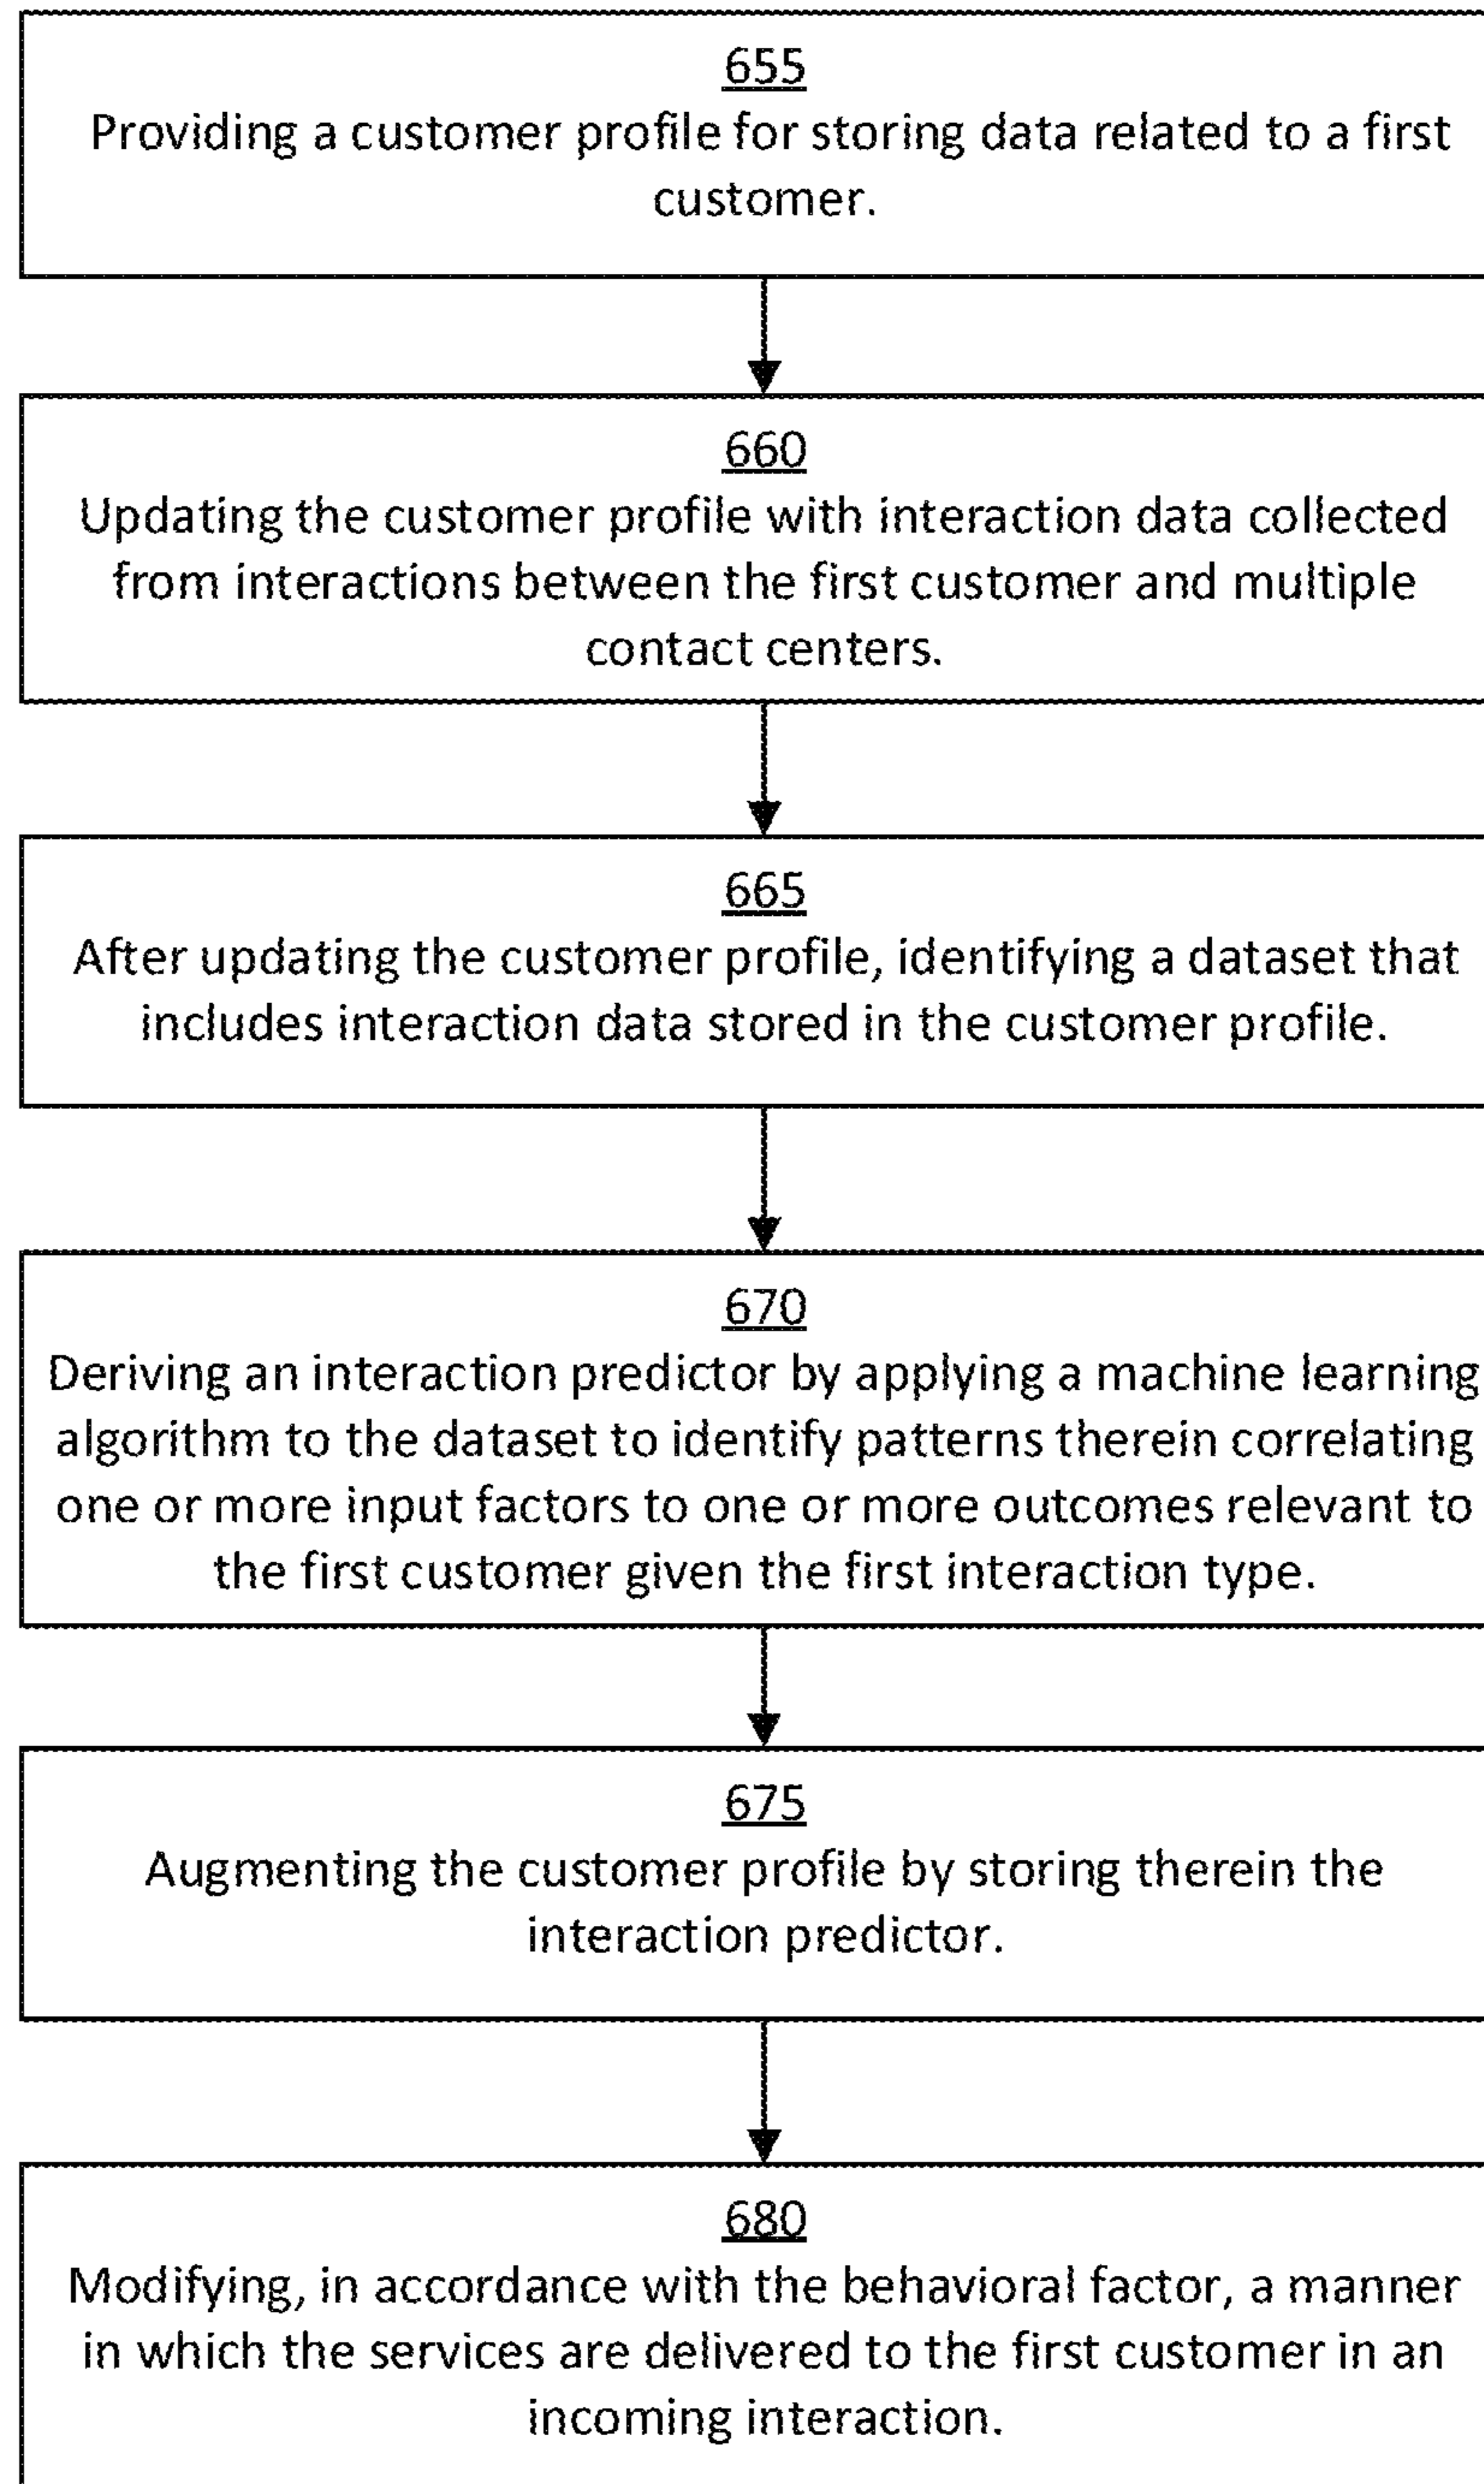 655
Providing a customer profile for storing data related to a first
customer.
660
Updating the customer profile with interaction data collected
from interactions between the first customer and multiple
contact centers.
665
After updating the customer profile, identifying a dataset that
includes interaction data stored in the customer profile.
670
Deriving an interaction predictor by applying a machine learning
algorithm to the dataset to identify patterns therein correlating
one or more input factors to one or more outcomes relevant to
the first customer given the first interaction type.
675
Augmenting the customer profile by storing therein the
interaction predictor.
680
Modifying, in accordance with the behavioral factor, a manner
in which the services are delivered to the first customer in an
incoming interaction.